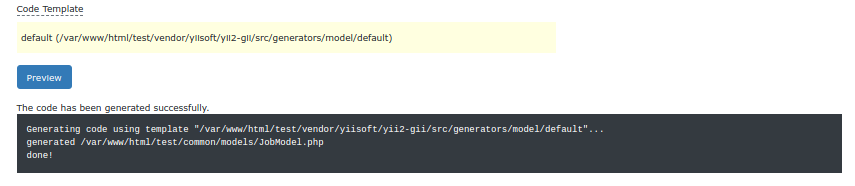 Code Template
default (/var/www/html/test/vendor/yiisoft/yii2-gii/src/generators/model/default)
Preview
The code has been generated successfully.
Generating code using template "/var/www/html/test/vendor/yiisoft/yii2-gii/src/generators/model/default"...
generated /var/www/html/test/common/models/JobModel.php
done!